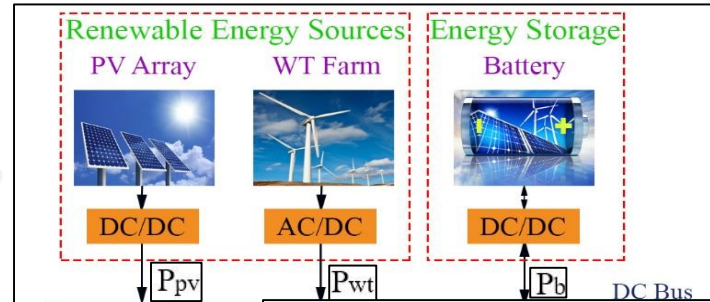 Renewable Energy Sources
Energy Storage
PV Array
WT Farm
Battery
+
DC/DC
AC/DC
DC/DC
Ppv
Pwt
Pb
DC Bus